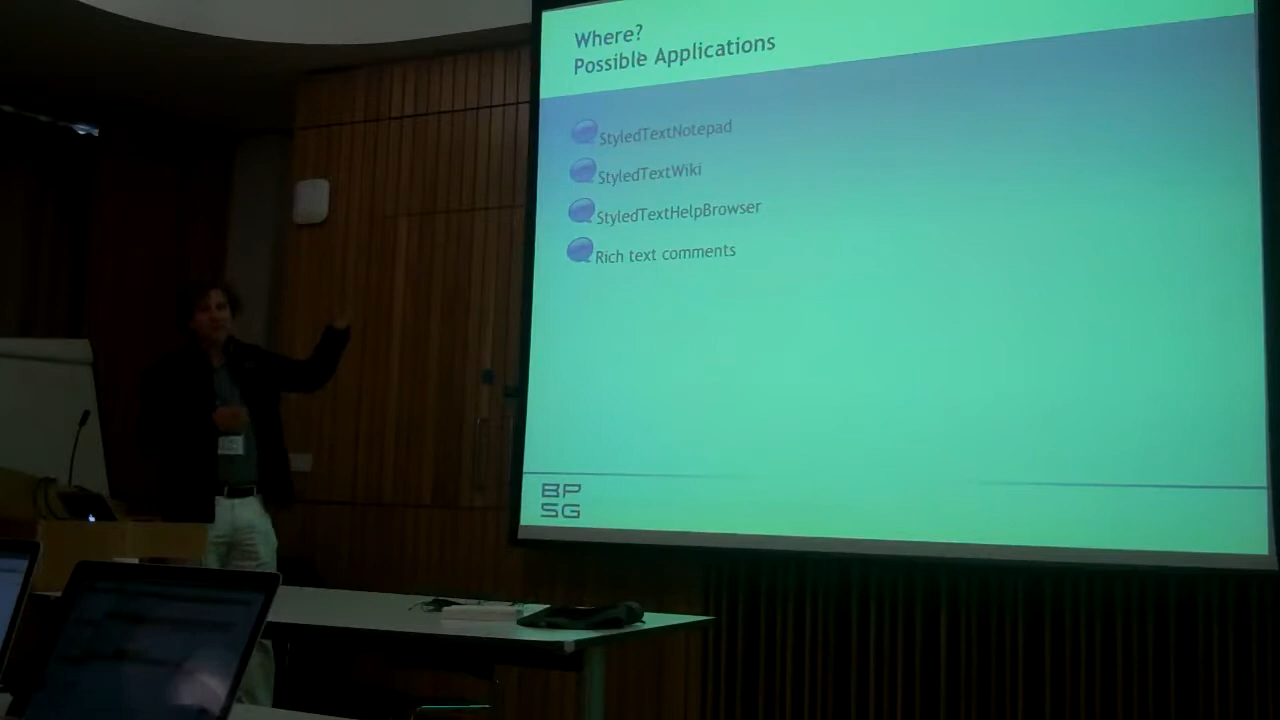 Where?
Possible Applications
StyledTextNotepad
StyledTextWiki
StyledTextHelpBrowser
Rich text comments
BP
SG